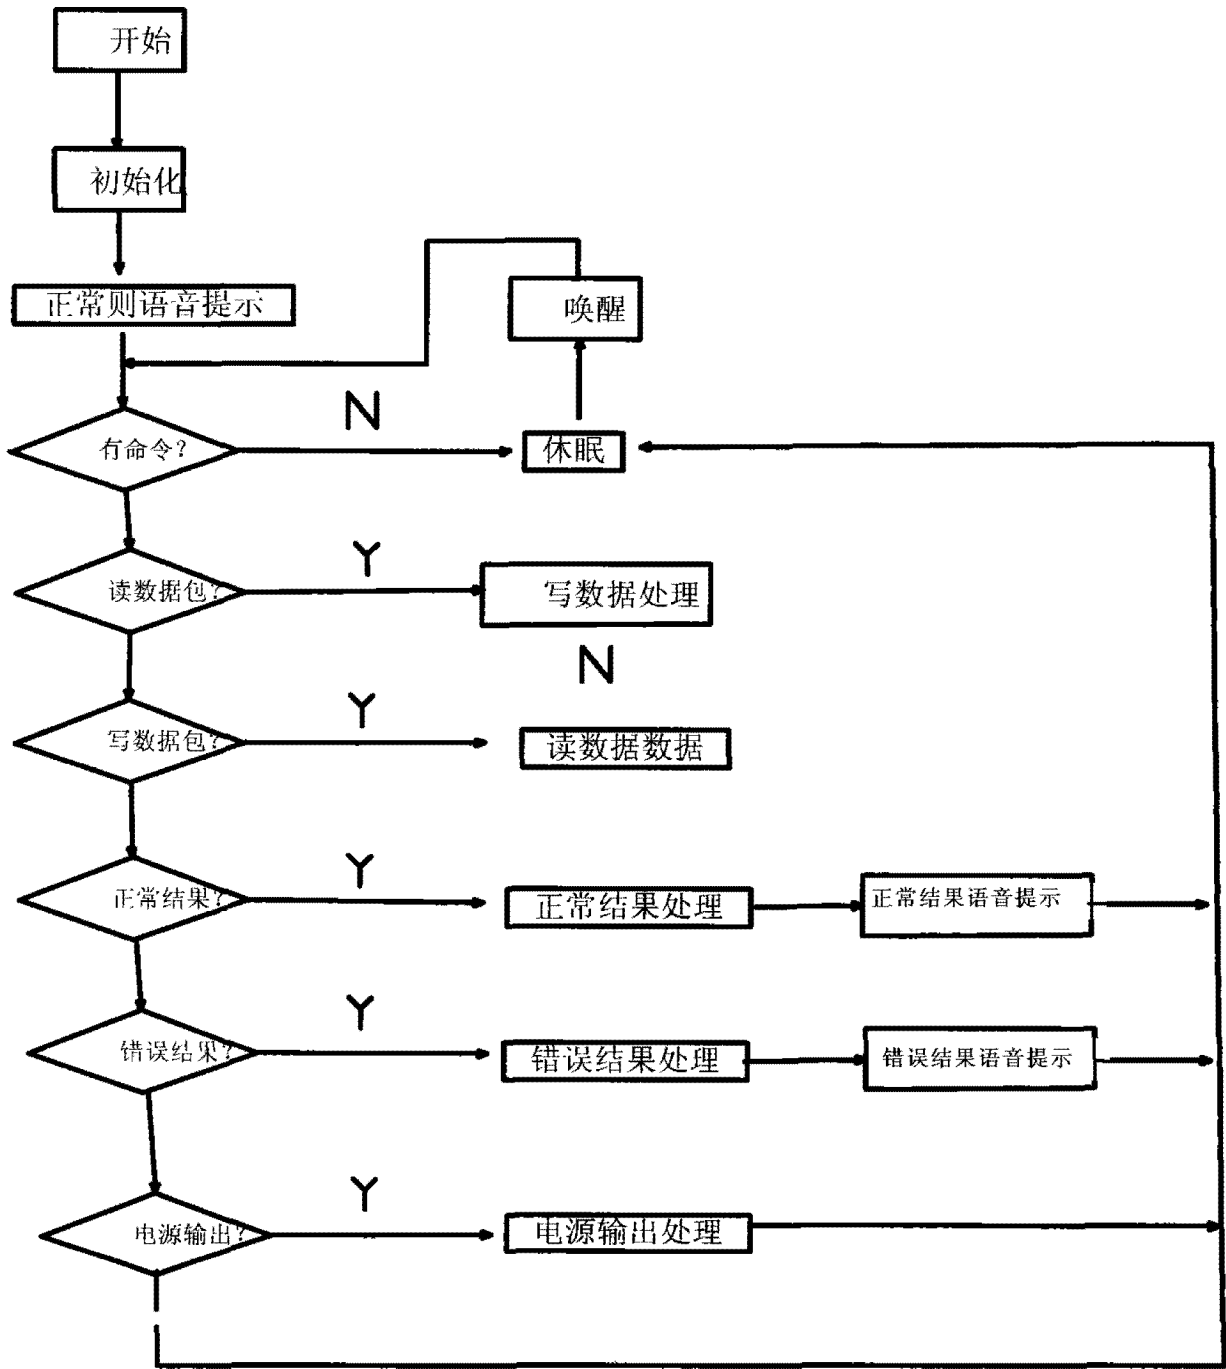 开始
初始化
正常则语音提示
唤醒
N
有命令?
休眠
Y
读数据包?
写数据处理
N
Y
写数据包?
读数据数据
Y
正常结果?
正常结果处理
正常结果语音提示
Y
错误结果?
错误结果处理
错误结果语音提示
Y
电源输出?
电源输出处理